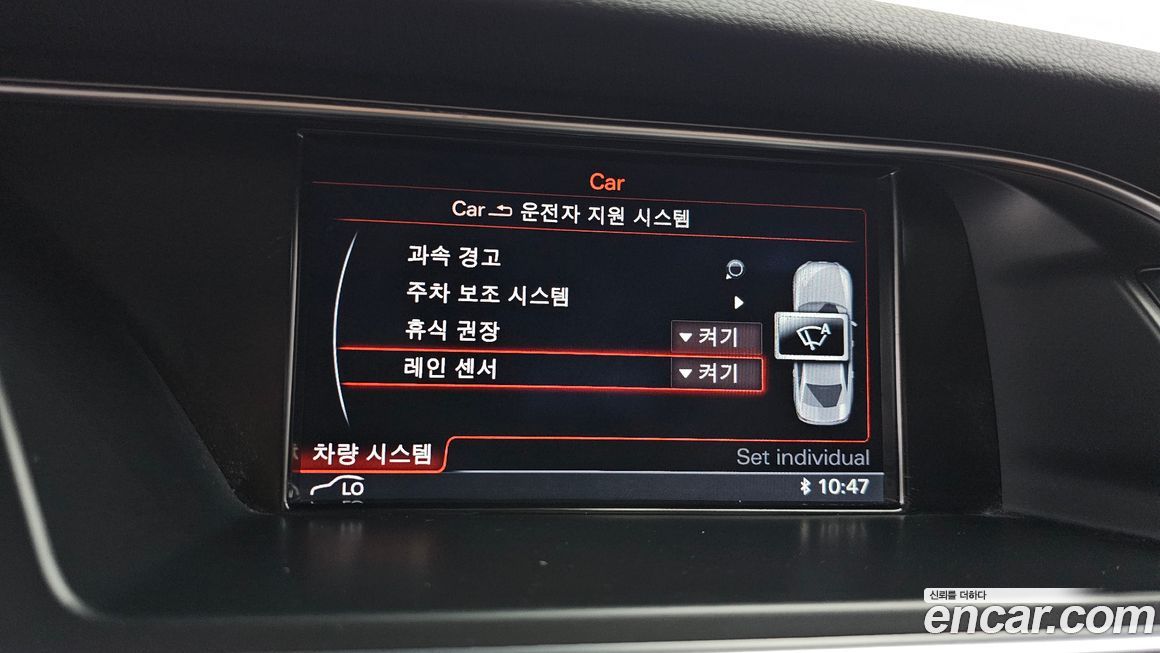 Car
Car 운전자 지원 시스템
과속 경고
주차 보조 시스템
휴식 권장 켜기
레인 센서 켜기
A
차량 시스템 Set individual
LO 10:47
신뢰를 더하다
encar.com